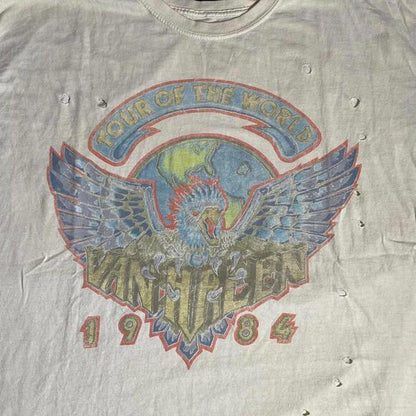 TOUR OF THE WORLD
VAN HALEN
1984